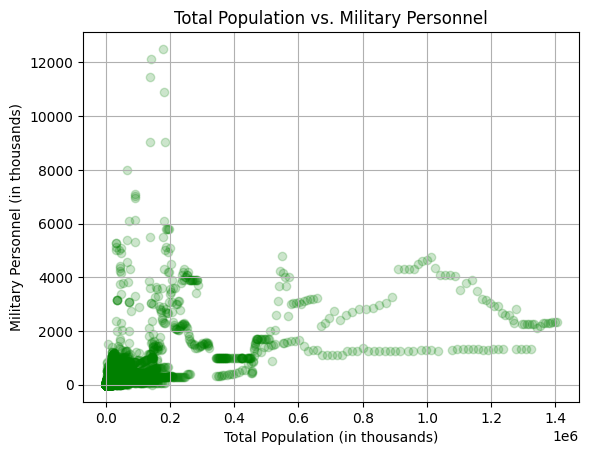 Total Population vs. Military Personnel
12000
10000
8000
6000
4000
2000
0
Military Personnel (in thousands)
0.0 0.2 0.4 0.6 0.8 1.0 1.2 1.4
1e6
Total Population (in thousands)